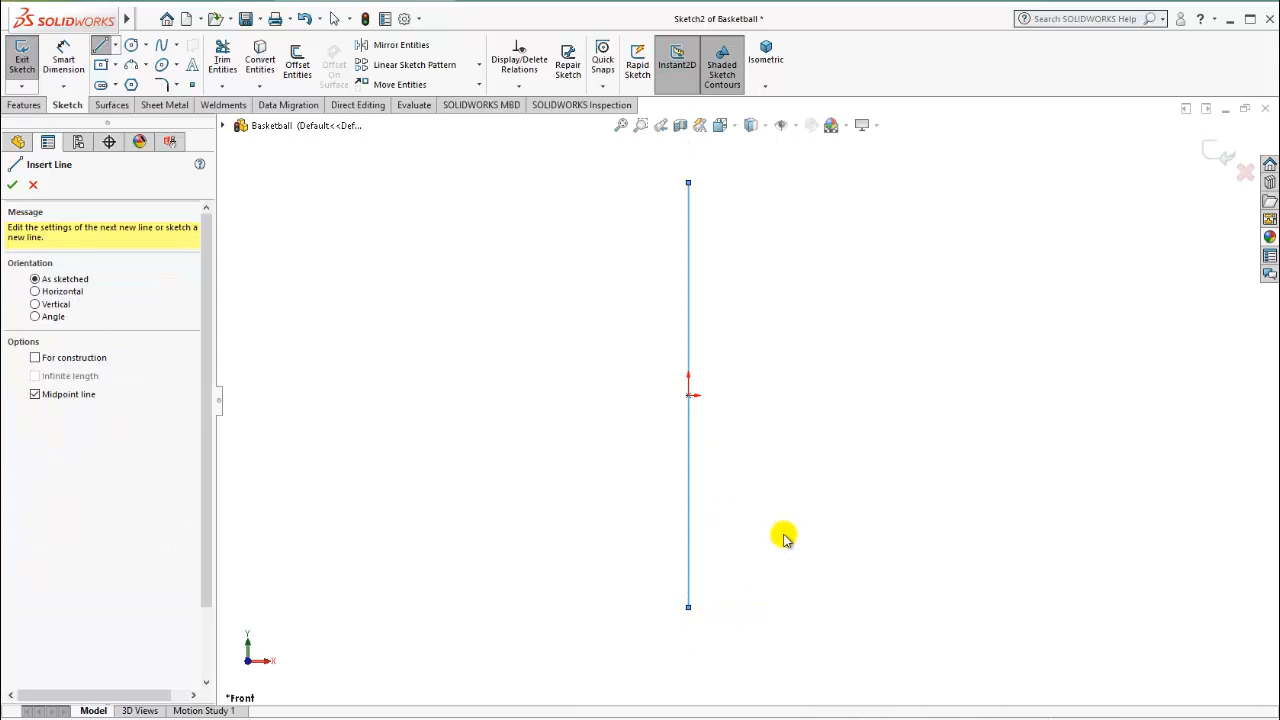 SOLIDWORKS
Sketch2 of Basketball *
Search SOLIDWORKS Help
Exit Sketch
Smart Dimension
Trim Entities
Convert Entities
Offset Entities
Offset On Surface
Mirror Entities
Linear Sketch Pattern
Move Entities
Display/Delete Relations
Repair Sketch
Quick Snaps
Rapid Sketch
Instant2D
Shaded Sketch Contours
Isometric
Features Sketch Surfaces Sheet Metal Weldments Data Migration Direct Editing Evaluate SOLIDWORKS MBD SOLIDWORKS Inspection
Basketball (Default<<Def...
Insert Line
Message
Edit the settings of the next new line or sketch a
new line.
Orientation
As sketched
Horizontal
Vertical
Angle
Options
For construction
Infinite length
Midpoint line
Y
X
*Front
Model 3D Views Motion Study 1